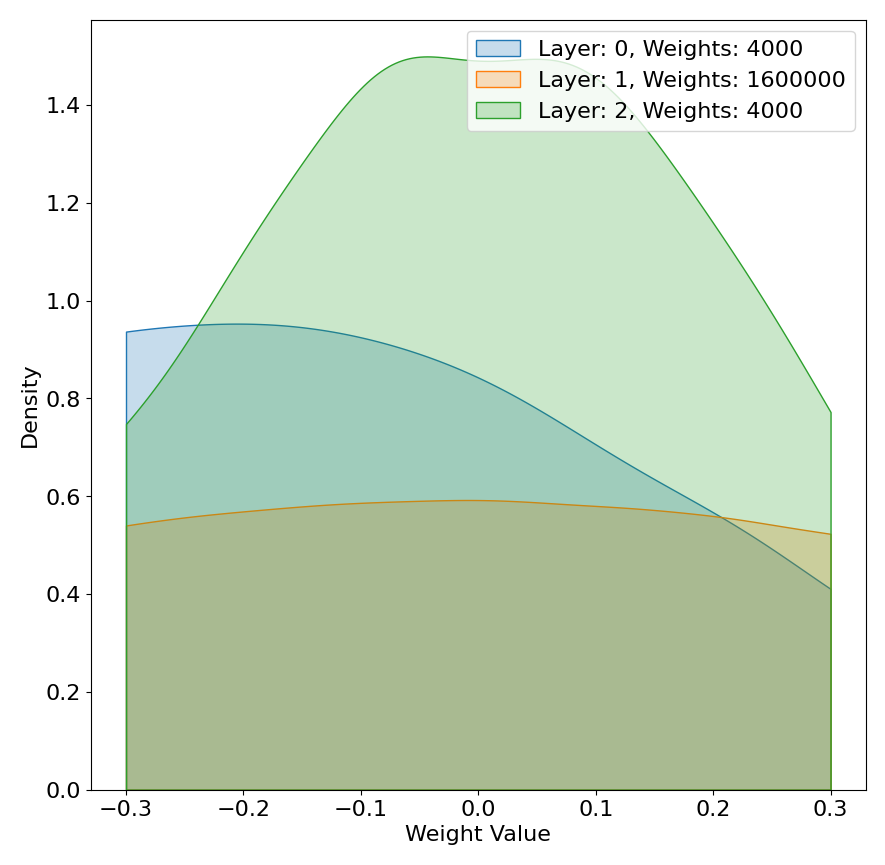 Layer: 0, Weights: 4000
Layer: 1, Weights: 1600000
Layer: 2, Weights: 4000
Density
1.4
1.2
1.0
0.8
0.6
0.4
0.2
0.0
−0.3 −0.2 −0.1 0.0 0.1 0.2 0.3
Weight Value